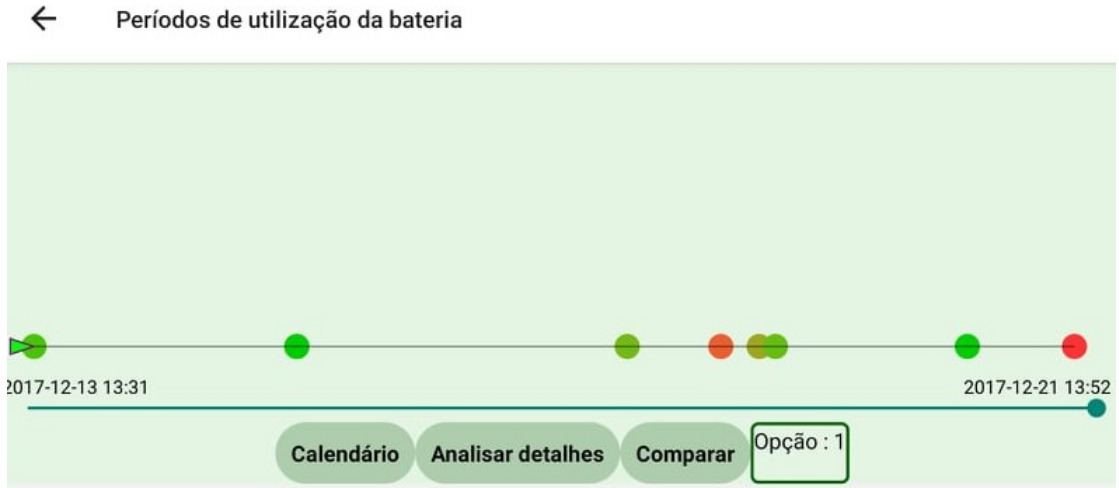 Períodos de utilização da bateria
2017-12-13 13:31 2017-12-21 13:52
Calendário Analisar detalhes Comparar Opção : 1